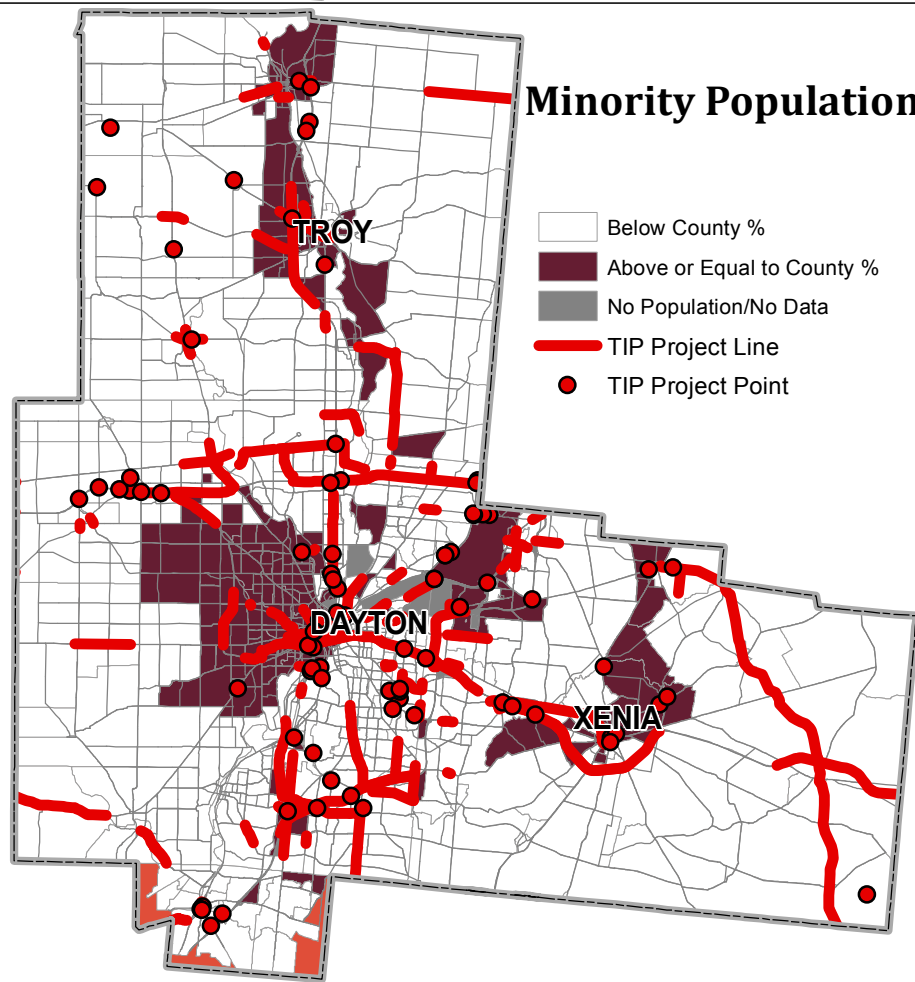 Minority Population
Below County %
Above or Equal to County %
No Population/No Data
TIP Project Line
TIP Project Point
TROY
DAYTON
XENIA